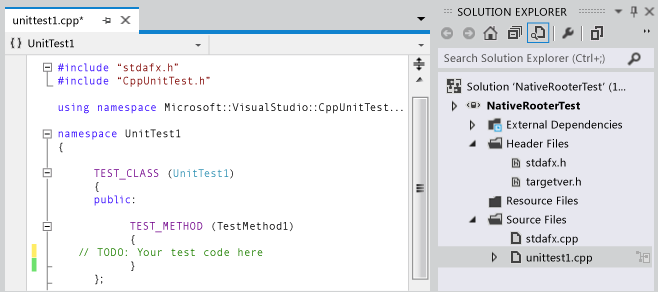 unittest1.cpp*
{ } UnitTest1
#include "stdafx.h"
#include "CppUnitTest.h"
using namespace Microsoft::VisualStudio::CppUnitTest...
namespace UnitTest1
{
TEST_CLASS (UnitTest1)
{
public:
TEST_METHOD (TestMethod1)
{
// TODO: Your test code here
}
};
SOLUTION EXPLORER
Search Solution Explorer (Ctrl+;)
Solution 'NativeRooterTest' (1...
NativeRooterTest
External Dependencies
Header Files
stdafx.h
targetver.h
Resource Files
Source Files
stdafx.cpp
unittest1.cpp